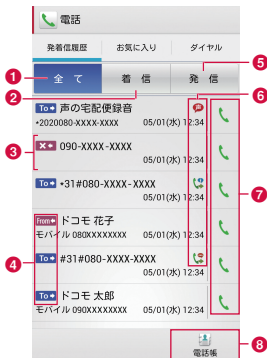 電話
発着信履歴 お気に入り ダイヤル
全 て 着 信 発 信
1 2 5 6
To 声の宅配便録音
*2020080-XXXX-XXXX 05/01(水) 12:34
3 090-XXXX-XXXX
05/01(水) 12:34
To *31#080-XXXX-XXXX
05/01(水) 12:34
7
From ドコモ 花子
モバイル 080XXXXXXXX 05/01(水) 12:34
4
To #31#080-XXXX-XXXX
05/01(水) 12:34
To ドコモ 太郎
モバイル 090XXXXXXXX 05/01(水) 12:34
電話帳 8